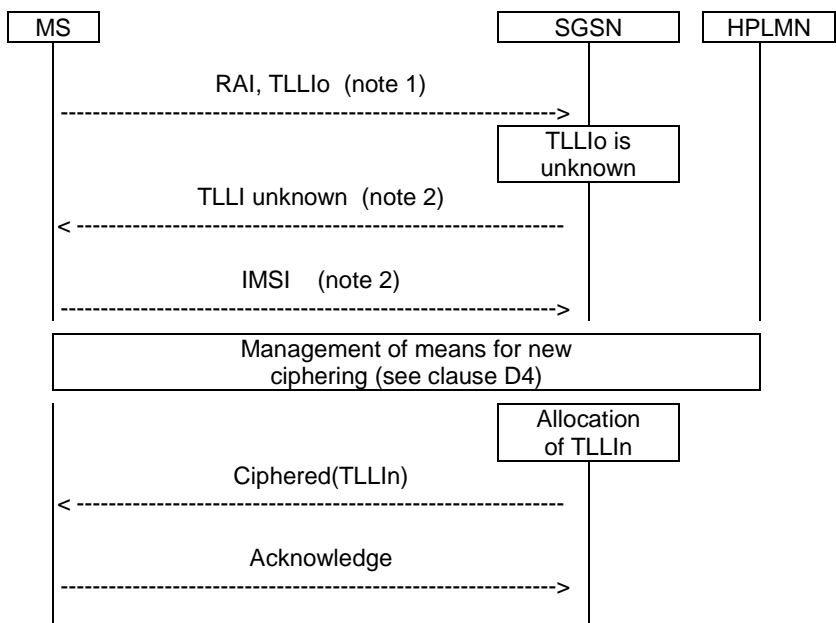 MS SGSN HPLMN
RAI, TLLIo (note 1)
TLLIo is
unknown
TLLI unknown (note 2)
IMSI (note 2)
Management of means for new
ciphering (see clause D4)
Allocation
of TLLIn
Ciphered(TLLIn)
Acknowledge